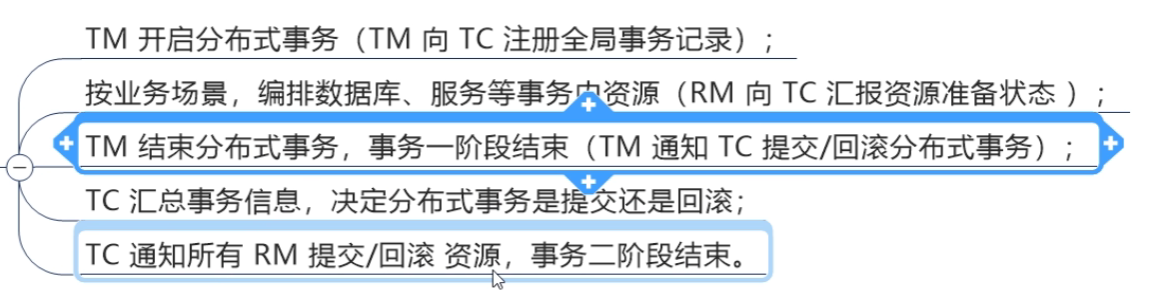 TM 开启分布式事务（TM 向 TC 注册全局事务记录）；
按业务场景，编排数据库、服务等事务内资源（RM 向 TC 汇报资源准备状态 ）；
TM 结束分布式事务，事务一阶段结束（TM 通知 TC 提交/回滚分布式事务）；
TC 汇总事务信息，决定分布式事务是提交还是回滚；
TC 通知所有 RM 提交/回滚 资源，事务二阶段结束。